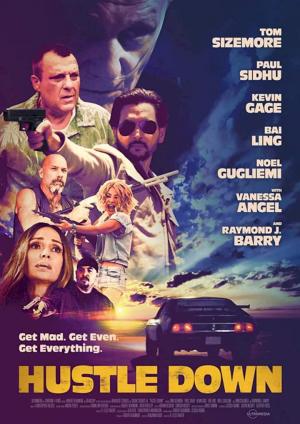 TOM
SIZEMORE
PAUL
SIDHU
KEVIN
GAGE
BAI
LING
NOEL
GUGLIEMI
WITH
VANESSA
ANGEL
AND
RAYMOND J.
BARRY
Get Mad. Get Even.
Get Everything.
HUSTLE DOWN